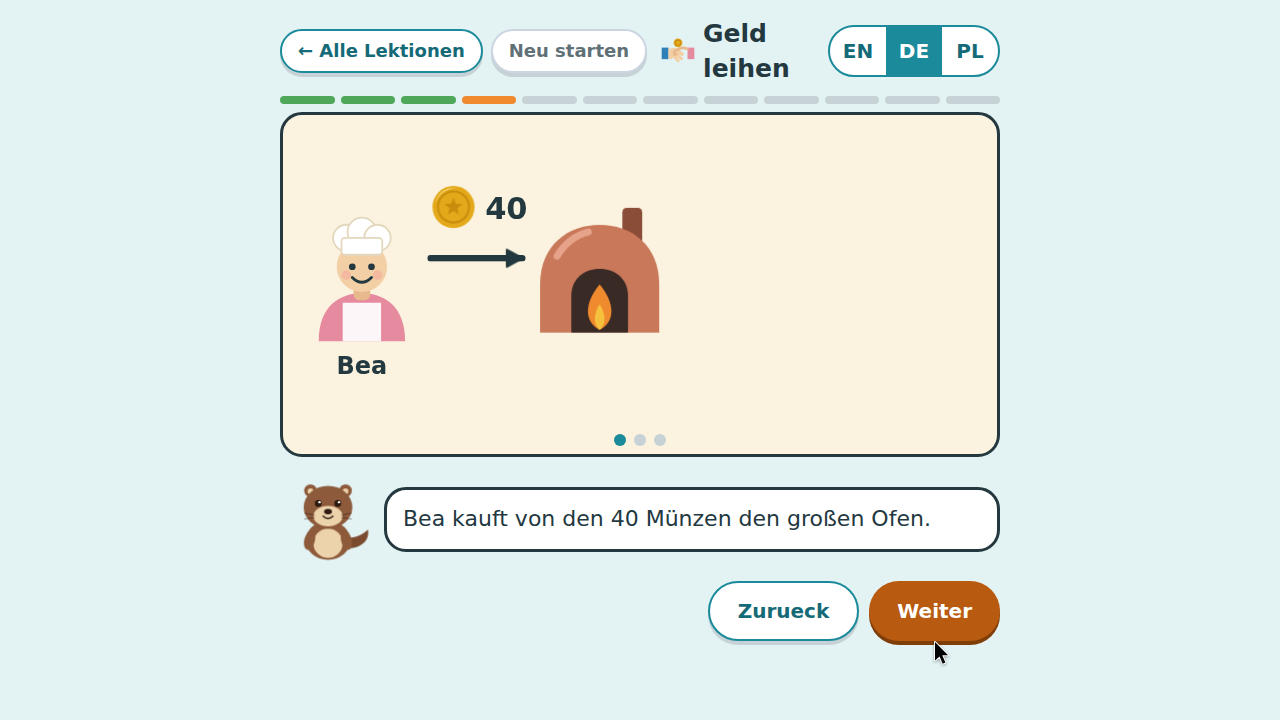 ← Alle Lektionen
Neu starten
Geld
leihen
EN
DE
PL
40
Bea
Bea kauft von den 40 Münzen den großen Ofen.
Zurueck
Weiter